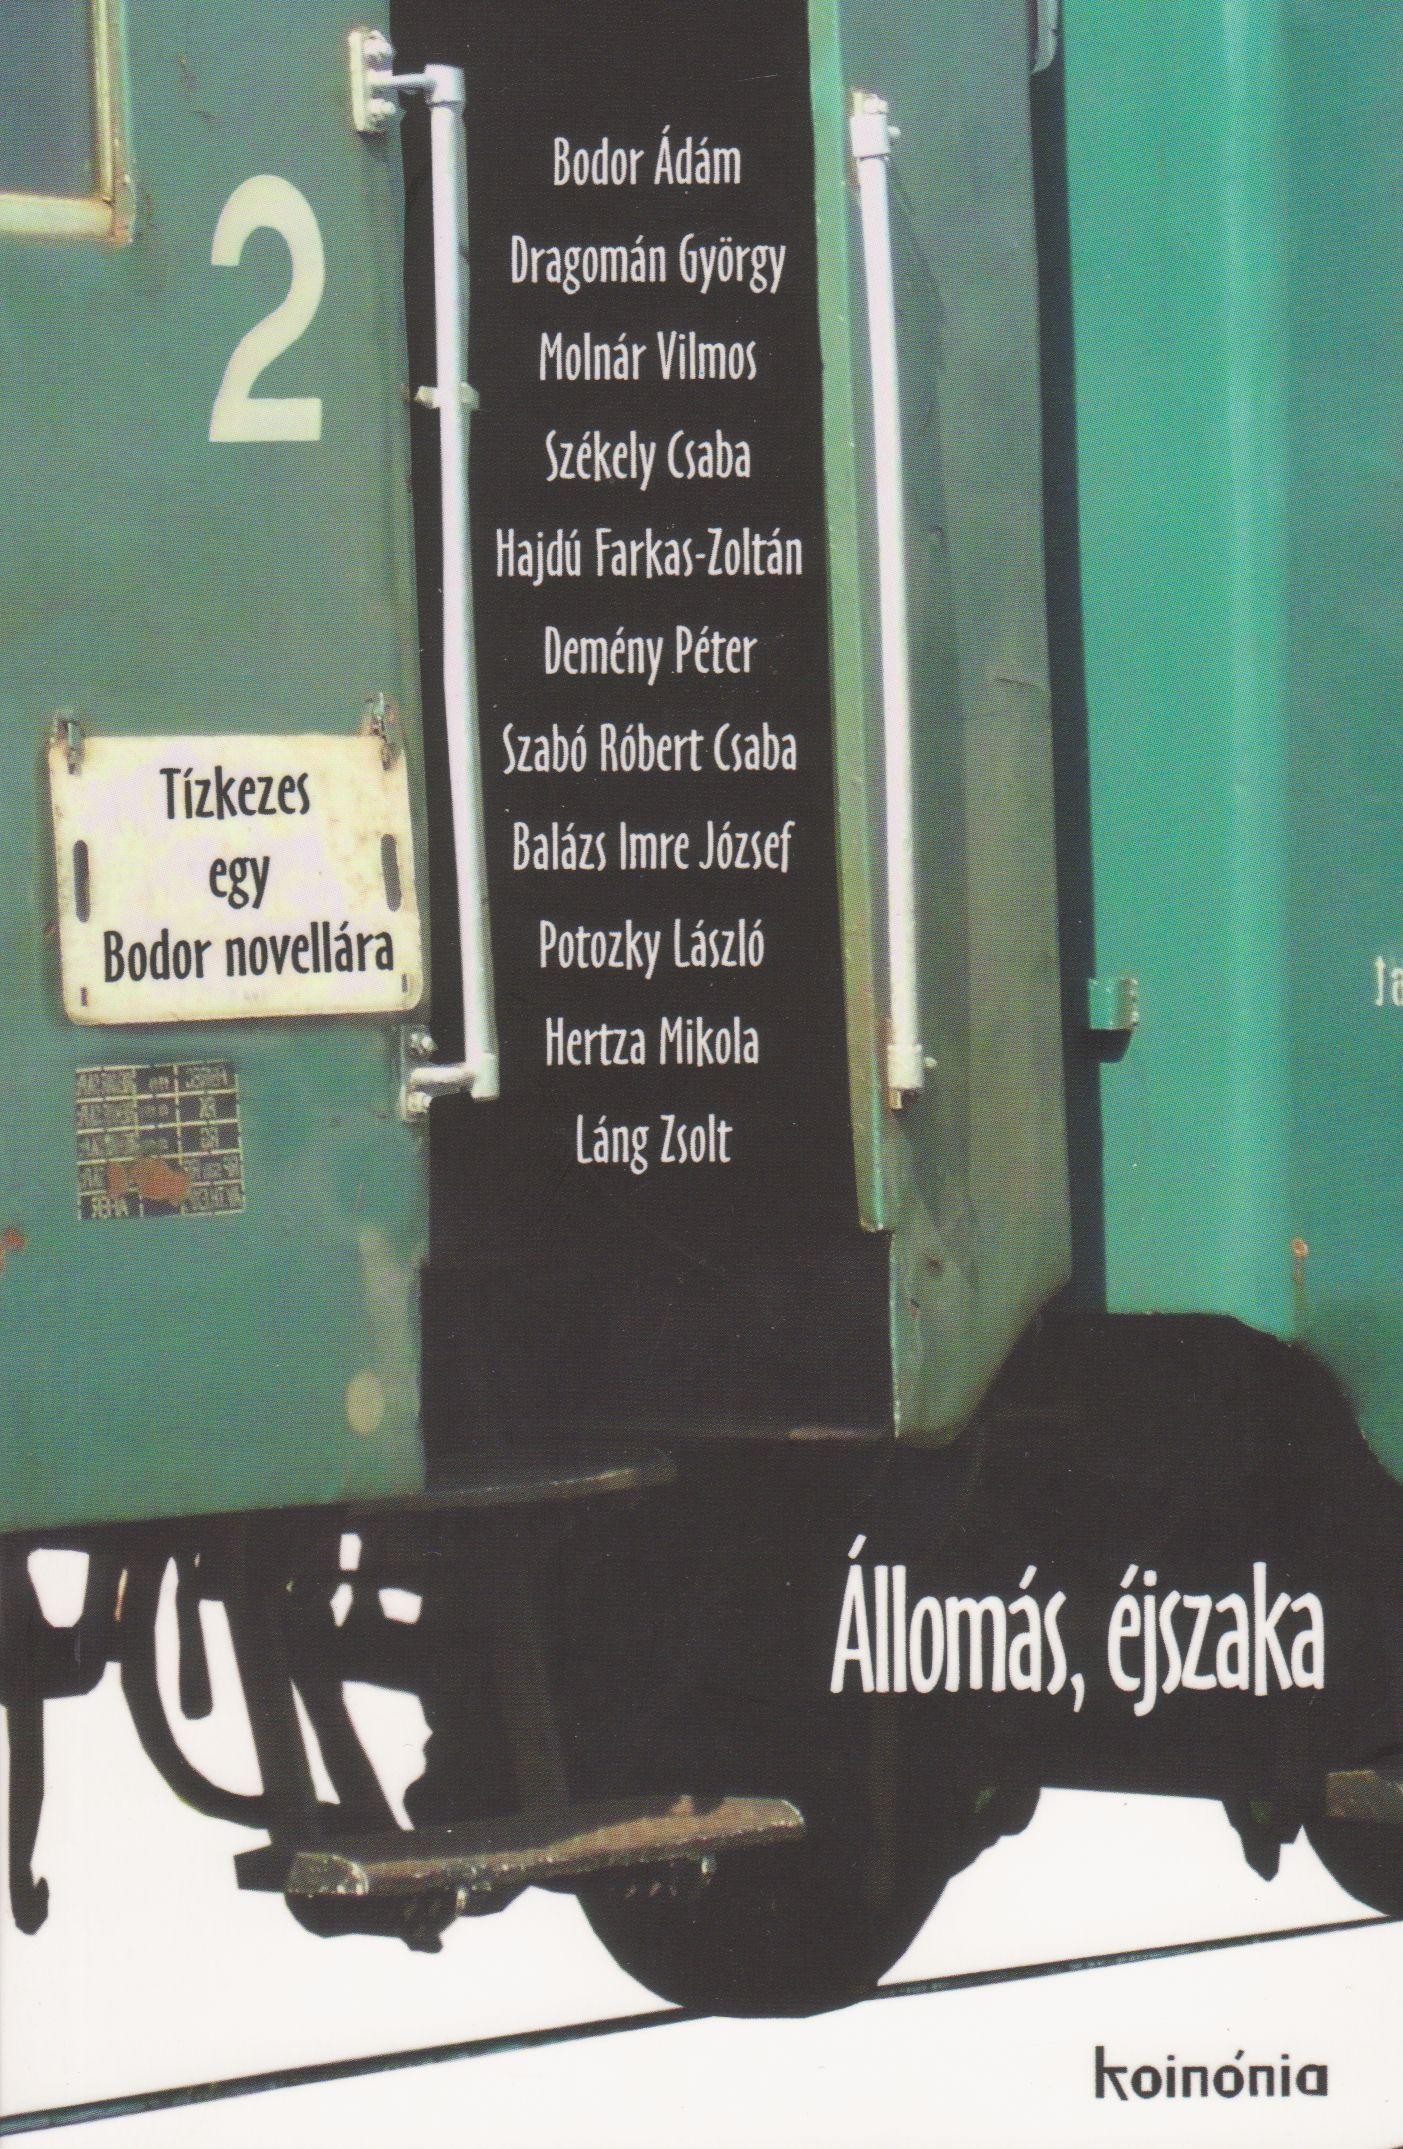 2
Bodor Ádám
Dragomán György
Molnár Vilmos
Székely Csaba
Hajdú Farkas-Zoltán
Demény Péter
Szabó Róbert Csaba
Balázs Imre József
Potozky László
Hertza Mikola
Láng Zsolt
Tízkezes
egy
Bodor novellára
Állomás, éjszaka
koinónia